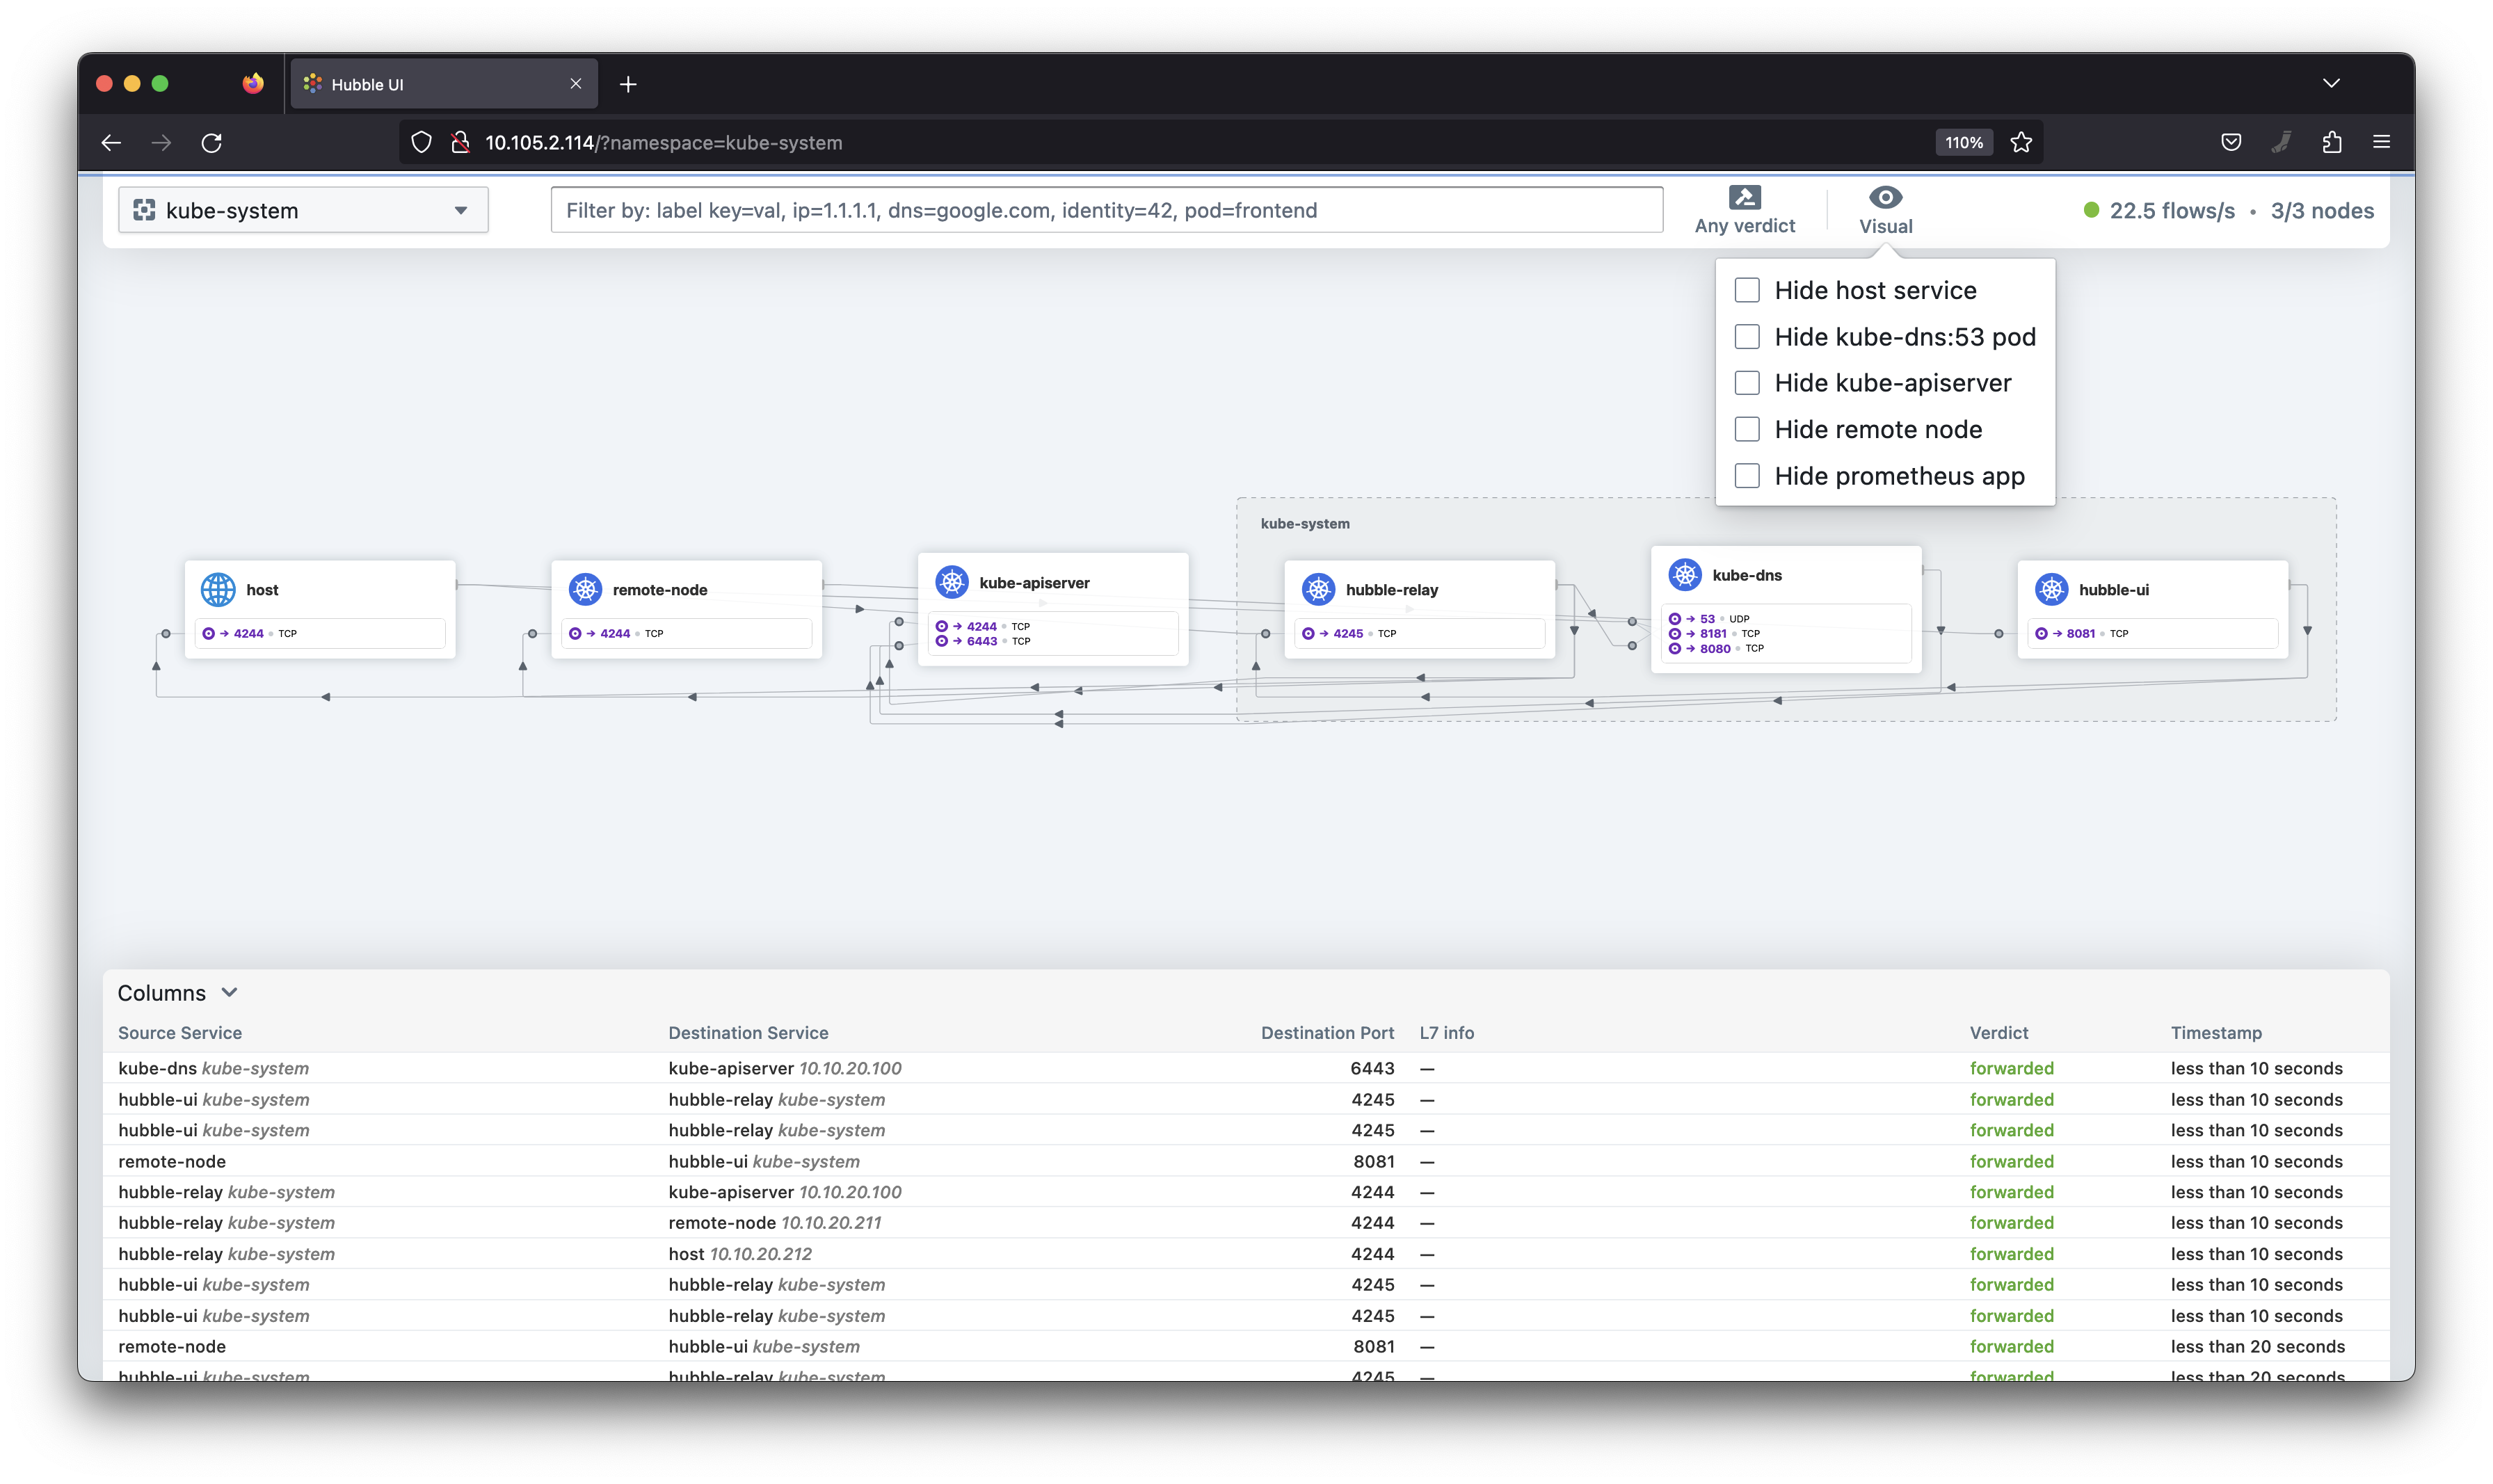 Hubble UI
10.105.2.114/?namespace=kube-system
110%
kube-system
Filter by: label key=val, ip=1.1.1.1, dns=google.com, identity=42, pod=frontend
Any verdict
Visual
22.5 flows/s • 3/3 nodes
Hide host service
Hide kube-dns:53 pod
Hide kube-apiserver
Hide remote node
Hide prometheus app
kube-system
host
→ 4244 • TCP
remote-node
→ 4244 • TCP
kube-apiserver
→ 4244 • TCP
→ 6443 • TCP
hubble-relay
→ 4245 • TCP
kube-dns
→ 53 • UDP
→ 8181 • TCP
→ 8080 • TCP
hubble-ui
→ 8081 • TCP
Columns
Source Service Destination Service Destination Port L7 info Verdict Timestamp
kube-dns kube-system kube-apiserver 10.10.20.100 6443 — forwarded less than 10 seconds
hubble-ui kube-system hubble-relay kube-system 4245 — forwarded less than 10 seconds
hubble-ui kube-system hubble-relay kube-system 4245 — forwarded less than 10 seconds
remote-node hubble-ui kube-system 8081 — forwarded less than 10 seconds
hubble-relay kube-system kube-apiserver 10.10.20.100 4244 — forwarded less than 10 seconds
hubble-relay kube-system remote-node 10.10.20.211 4244 — forwarded less than 10 seconds
hubble-relay kube-system host 10.10.20.212 4244 — forwarded less than 10 seconds
hubble-ui kube-system hubble-relay kube-system 4245 — forwarded less than 10 seconds
hubble-ui kube-system hubble-relay kube-system 4245 — forwarded less than 10 seconds
remote-node hubble-ui kube-system 8081 — forwarded less than 20 seconds
hubble-ui kube-system hubble-relay kube-system 4245 — forwarded less than 20 seconds